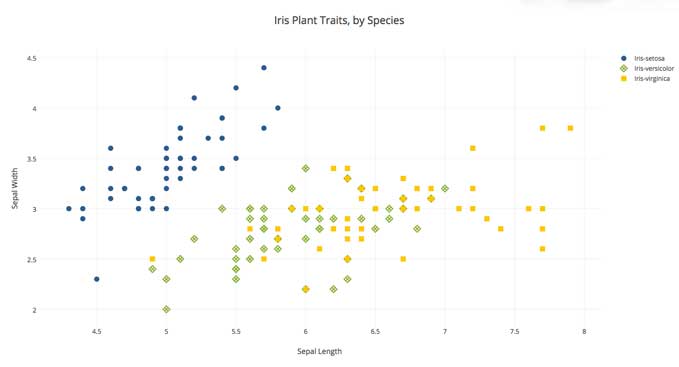 Iris Plant Traits, by Species
Iris-setosa
Iris-versicolor
Iris-virginica
4.5
4
3.5
3
2.5
2
Sepal Width
4.5 5 5.5 6 6.5 7 7.5 8
Sepal Length